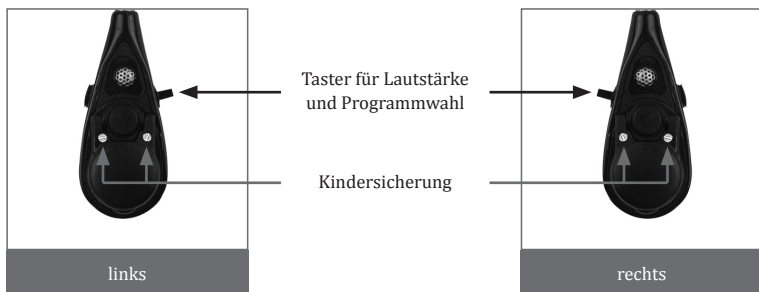 Taster für Lautstärke
und Programmwahl
Kindersicherung
links
rechts